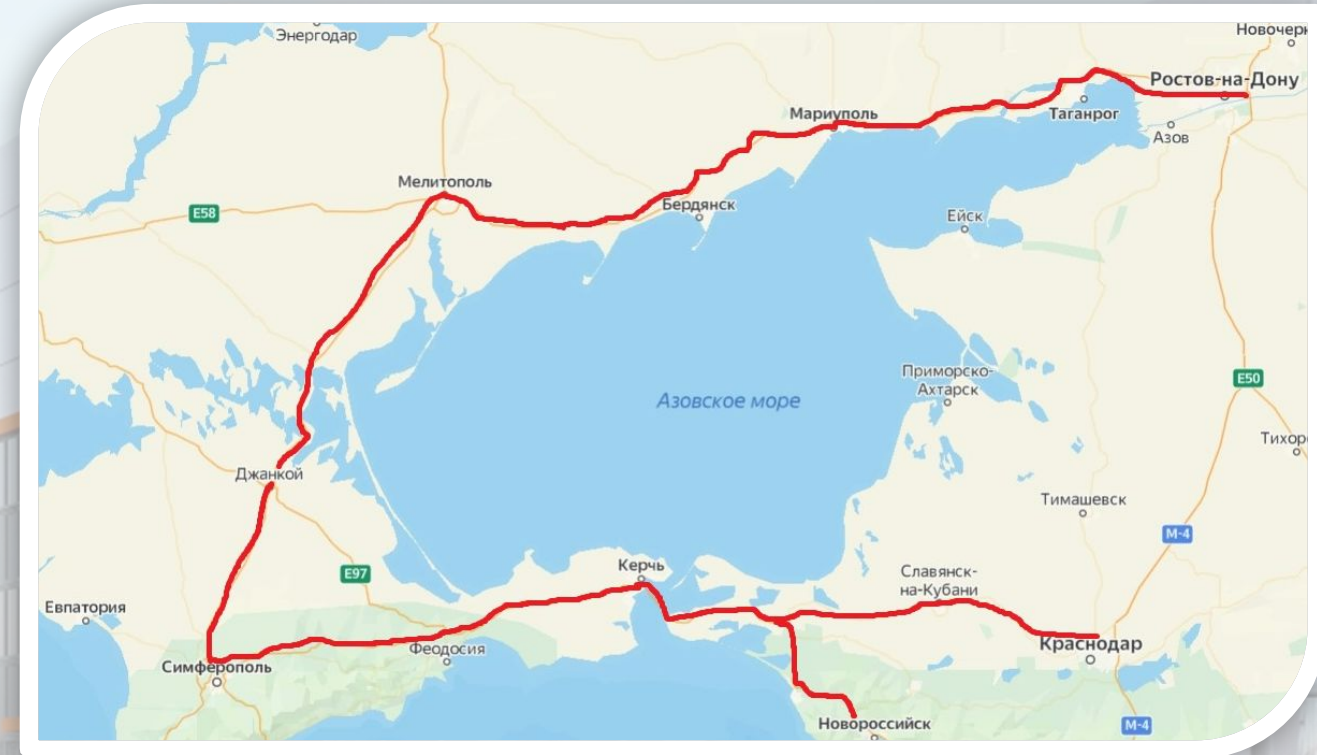 Энергодар
Новочерк
Ростов-на-Дону
Мариуполь
Таганрог
Азов
Мелитополь
Бердянск
E58
Ейск
Приморско-
Ахтарск
E50
Азовское море
Тихор
Джанкой
Тимашевск
M-4
Керчь
Славянск-
на-Кубани
E97
Евпатория
Краснодар
Феодосия
Симферополь
Новороссийск
M-4